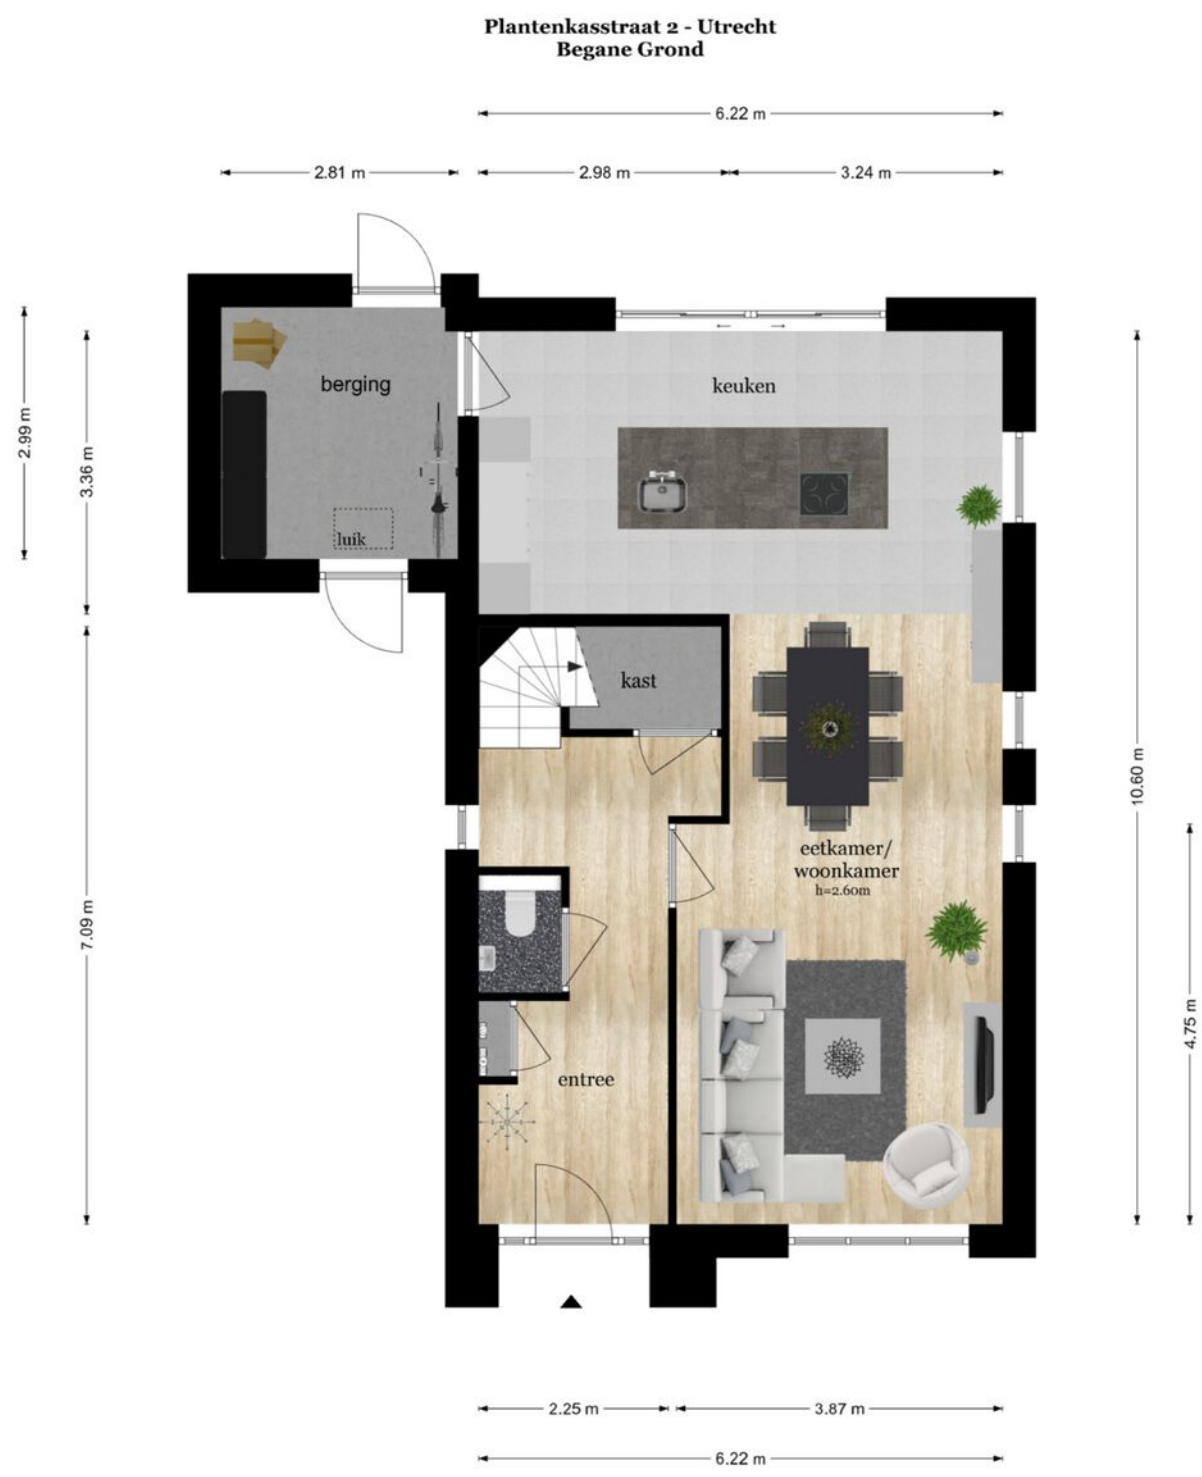 Plantenkasstraat 2 - Utrecht
Begane Grond
6.22 m
2.81 m
2.98 m
3.24 m
2.99 m
3.36 m
berging
keuken
luik
kast
7.09 m
10.60 m
eetkamer/
woonkamer
h=2.60m
4.75 m
entree
2.25 m
3.87 m
6.22 m